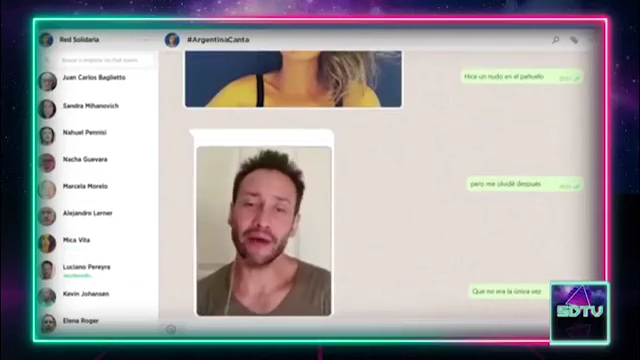 Red Solidaria
#ArgentinaCanta
Juan Carlos Baglietto
Sandra Mihanovich
Nahuel Pennisi
Nacha Guevara
Marcela Morelo
Alejandro Lerner
Mica Vita
Luciano Pereyra
Kevin Johansen
Elena Roger
Hice un nudo en el pañuelo
pero me olvidé después
Que no era la úniva vez
SDTV